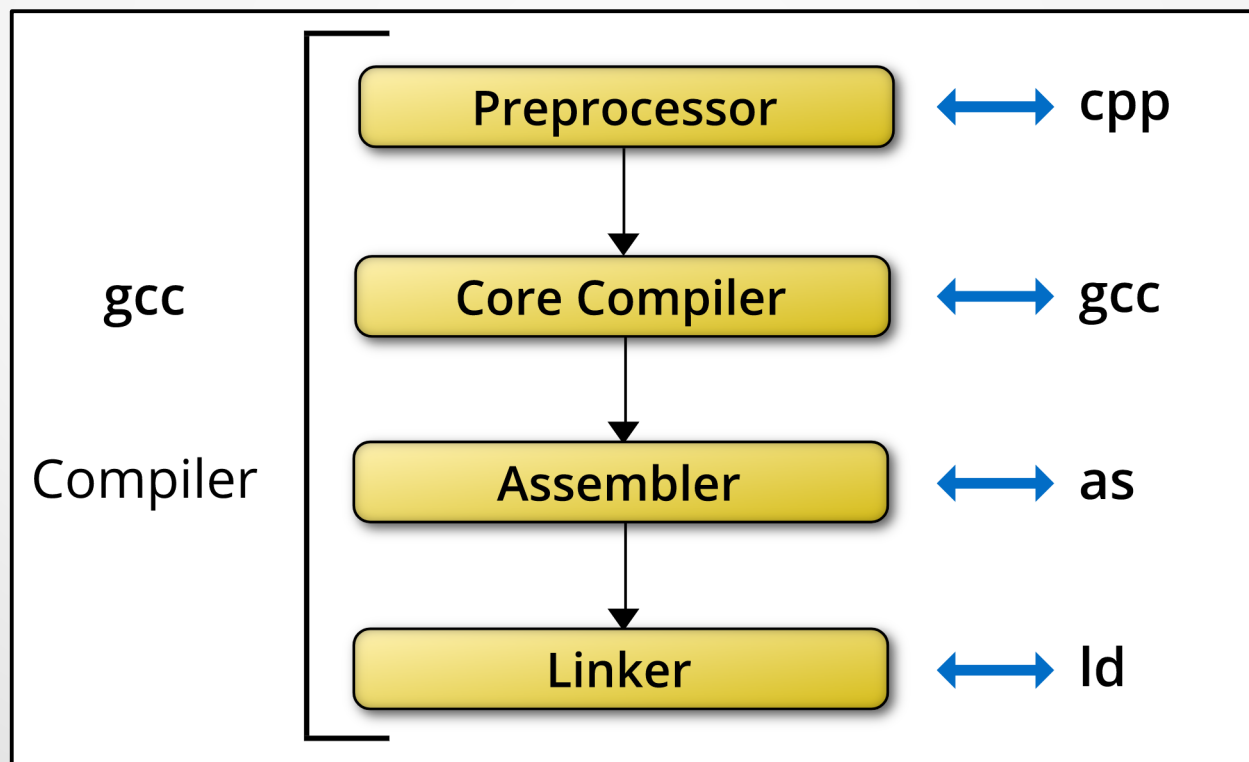 Preprocessor
cpp
gcc
Core Compiler
gcc
Compiler
Assembler
as
Linker
ld